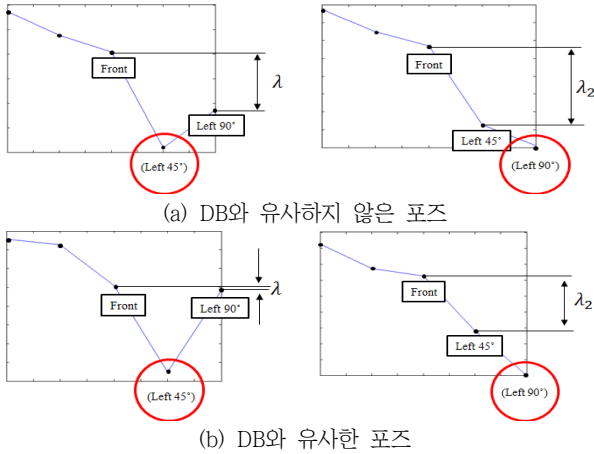 Front
λ
Left 90˚
(Left 45˚)
Front
λ₂
Left 45˚
(Left 90˚)
(a) DB와 유사하지 않은 포즈
Front
λ
Left 90˚
(Left 45˚)
Front
λ₂
Left 45˚
(Left 90˚)
(b) DB와 유사한 포즈